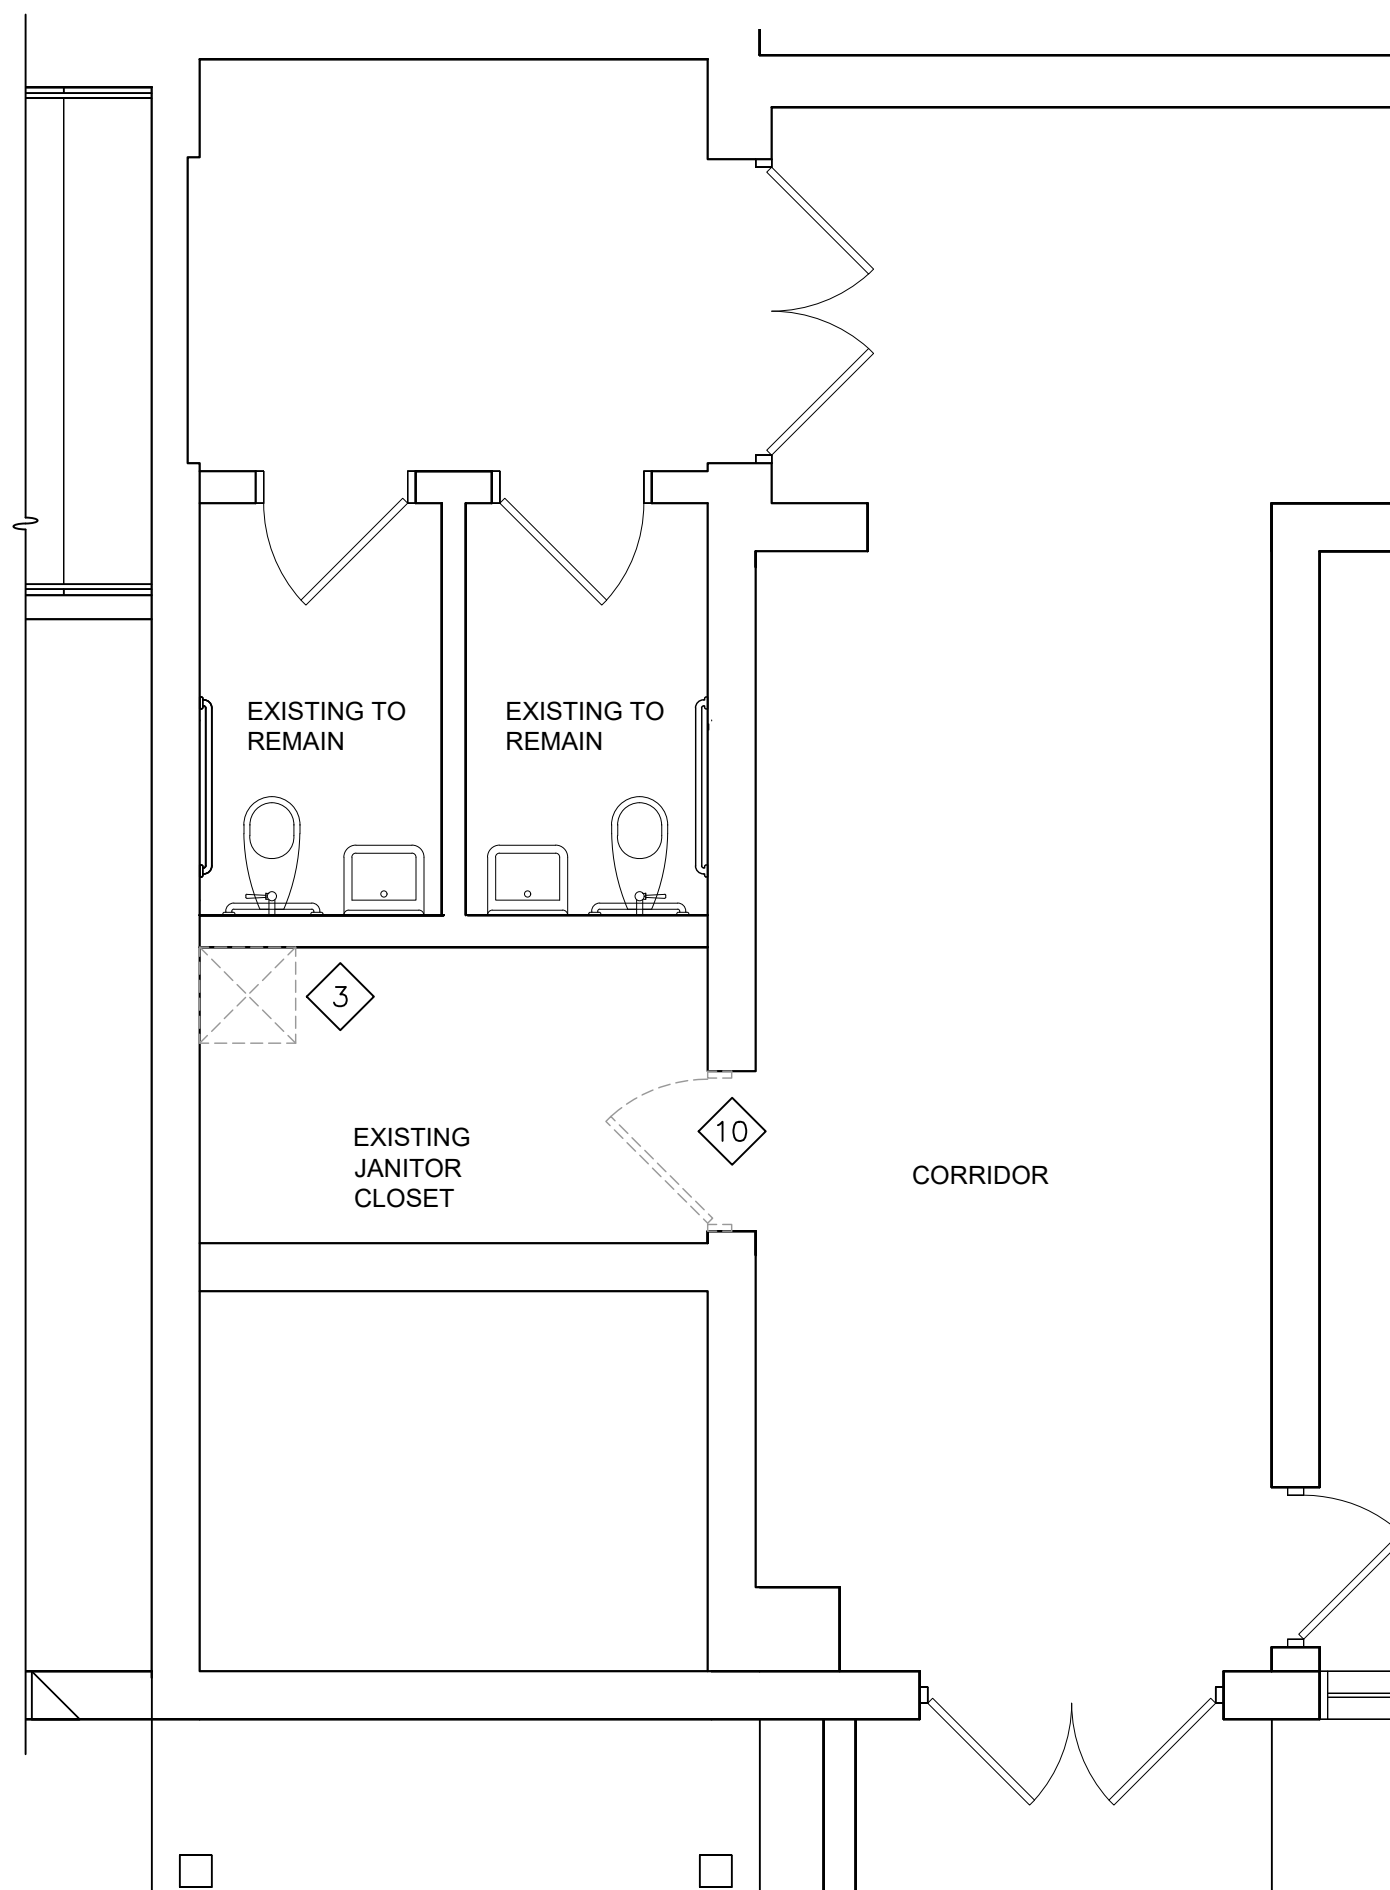 EXISTING TO
REMAIN
EXISTING TO
REMAIN
3
10
EXISTING
JANITOR
CLOSET
CORRIDOR